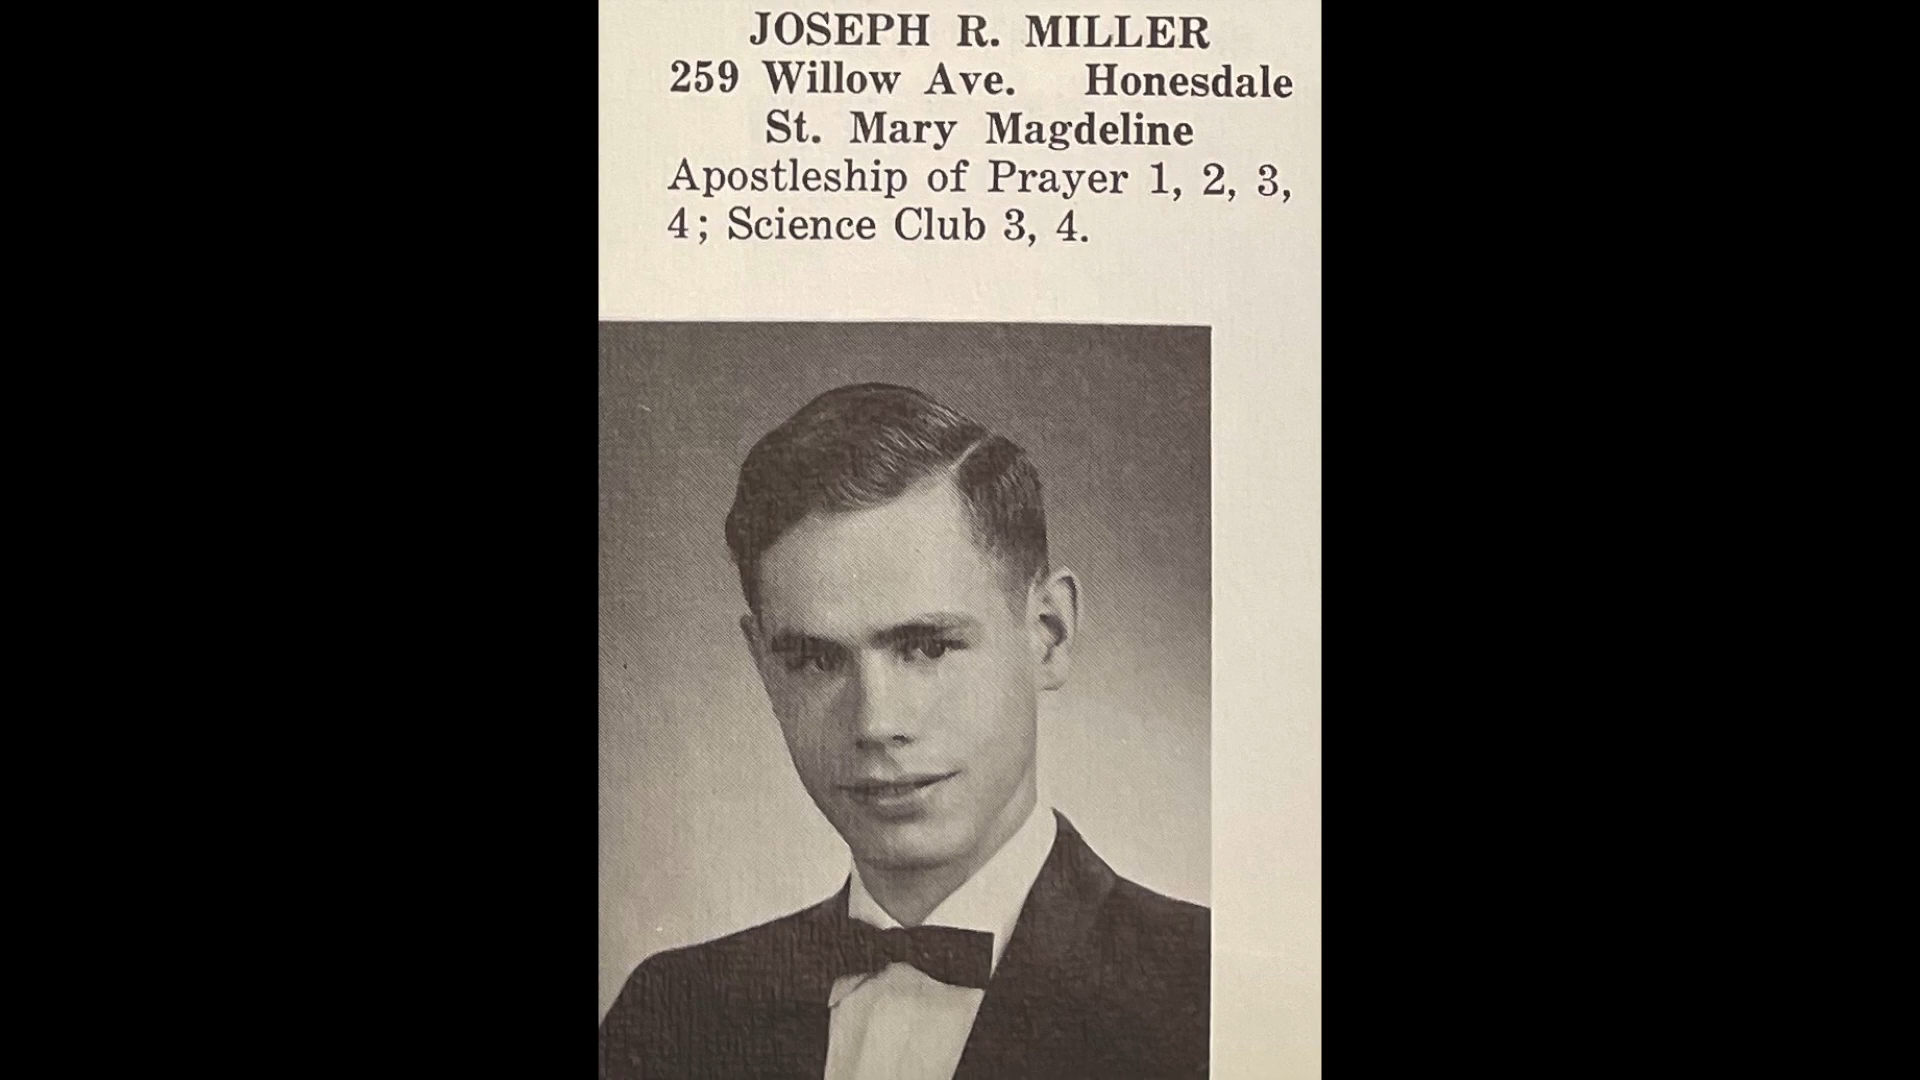 JOSEPH R. MILLER
259 Willow Ave. Honesdale
St. Mary Magdeline
Apostleship of Prayer 1, 2, 3,
4; Science Club 3, 4.